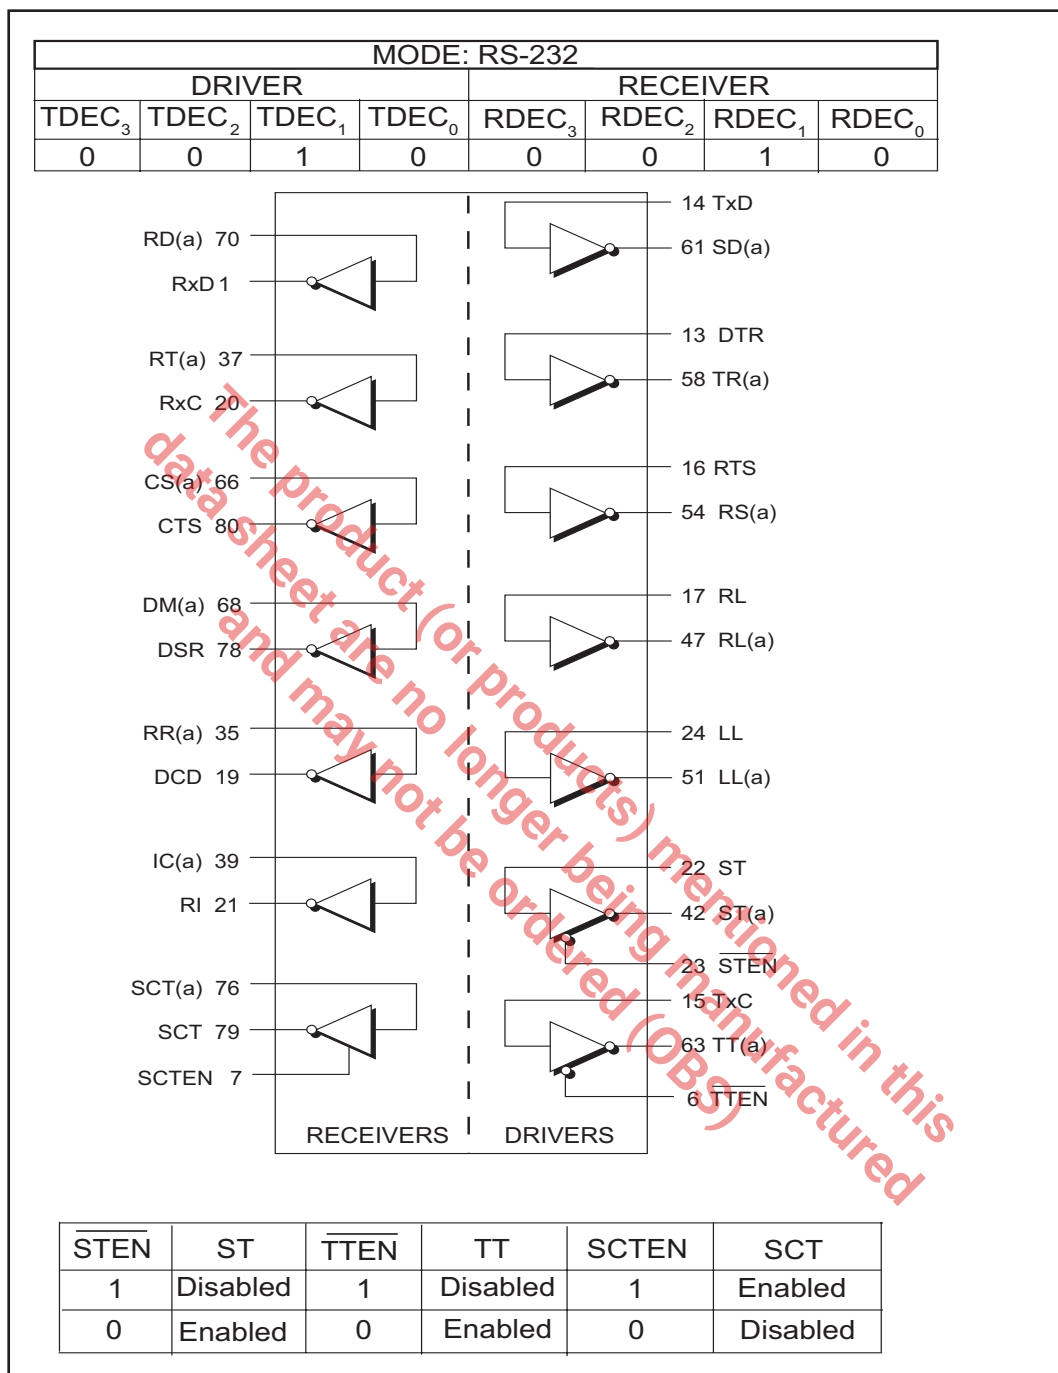 MODE: RS-232
DRIVER RECEIVER
TDEC3 TDEC2 TDEC1 TDEC0 RDEC3 RDEC2 RDEC1 RDEC0
0 0 1 0 0 0 1 0
RD(a) 70
RxD 1
RT(a) 37
RxC 20
CS(a) 66
CTS 80
DM(a) 68
DSR 78
RR(a) 35
DCD 19
IC(a) 39
RI 21
SCT(a) 76
SCT 79
SCTEN 7
RECEIVERS
14 TxD
61 SD(a)
13 DTR
58 TR(a)
16 RTS
54 RS(a)
17 RL
47 RL(a)
24 LL
51 LL(a)
22 ST
42 ST(a)
23 STEN
15 TxC
63 TT(a)
6 TTEN
DRIVERS
The product (or products) mentioned in this
data sheet are no longer being manufactured
and may not be ordered (OBS)
STEN ST TTEN TT SCTEN SCT
1 Disabled 1 Disabled 1 Enabled
0 Enabled 0 Enabled 0 Disabled